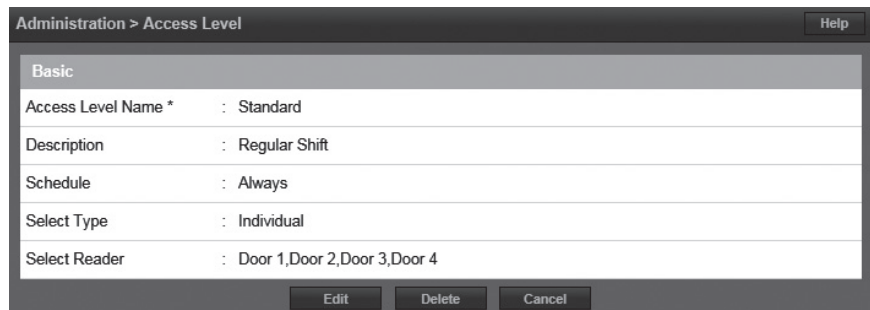 Administration > Access Level Help
Basic
Access Level Name * : Standard
Description : Regular Shift
Schedule : Always
Select Type : Individual
Select Reader : Door 1,Door 2,Door 3,Door 4
Edit Delete Cancel